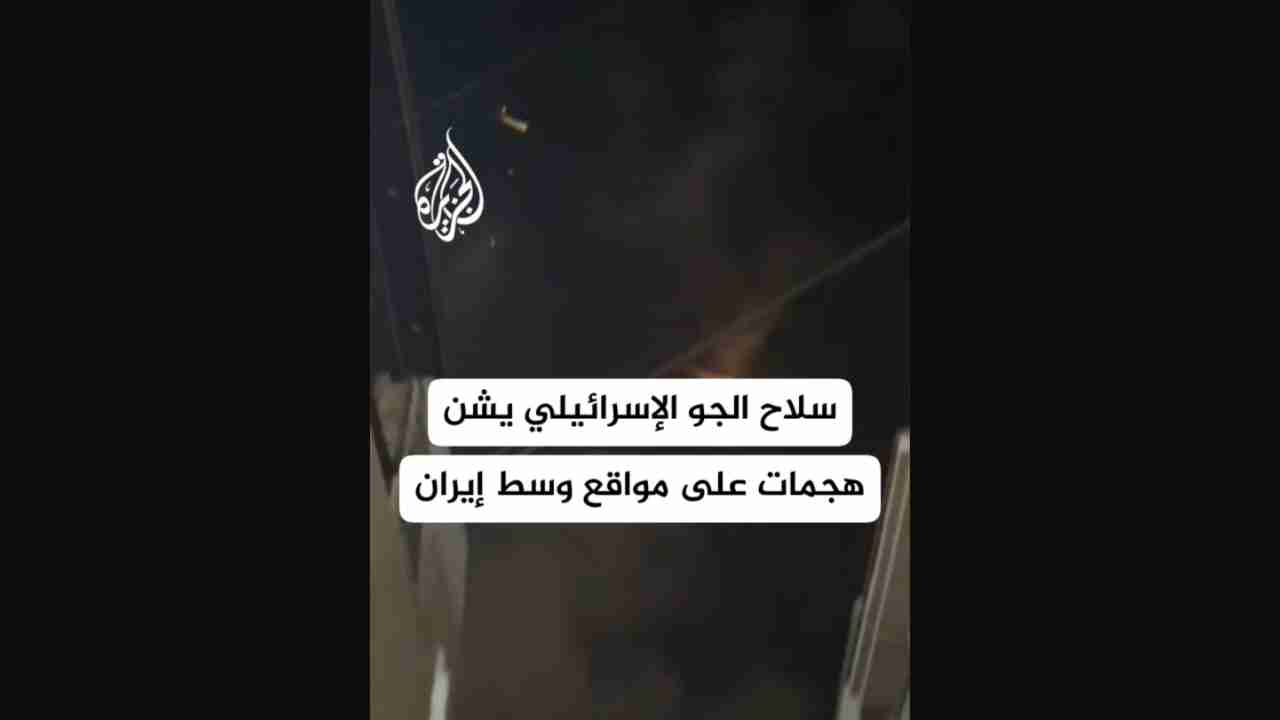 الجزيرة
سلاح الجو الإسرائيلي يشن
هجمات على مواقع وسط إيران